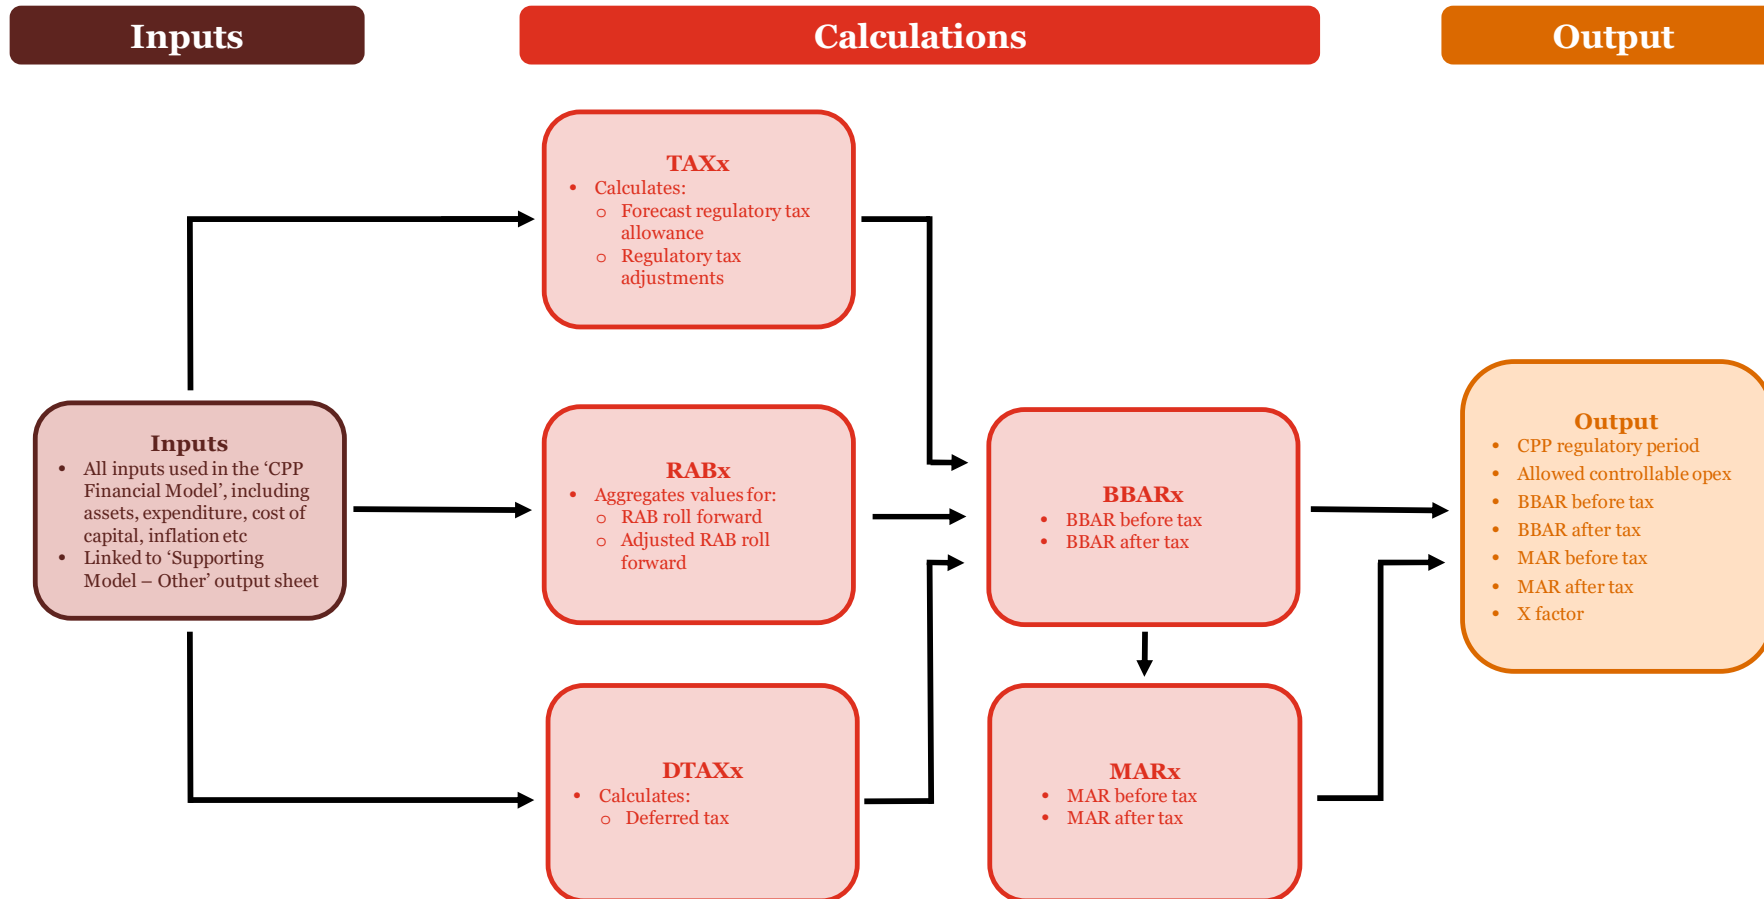 Inputs
Calculations
Output
TAXx
• Calculates:
o Forecast regulatory tax
allowance
o Regulatory tax
adjustments
Inputs
• All inputs used in the ‘CPP
Financial Model’, including
assets, expenditure, cost of
capital, inflation etc
• Linked to ‘Supporting
Model – Other’ output sheet
RABx
• Aggregates values for:
o RAB roll forward
o Adjusted RAB roll
forward
DTAXx
• Calculates:
o Deferred tax
BBARx
• BBAR before tax
• BBAR after tax
MARx
• MAR before tax
• MAR after tax
Output
• CPP regulatory period
• Allowed controllable opex
• BBAR before tax
• BBAR after tax
• MAR before tax
• MAR after tax
• X factor